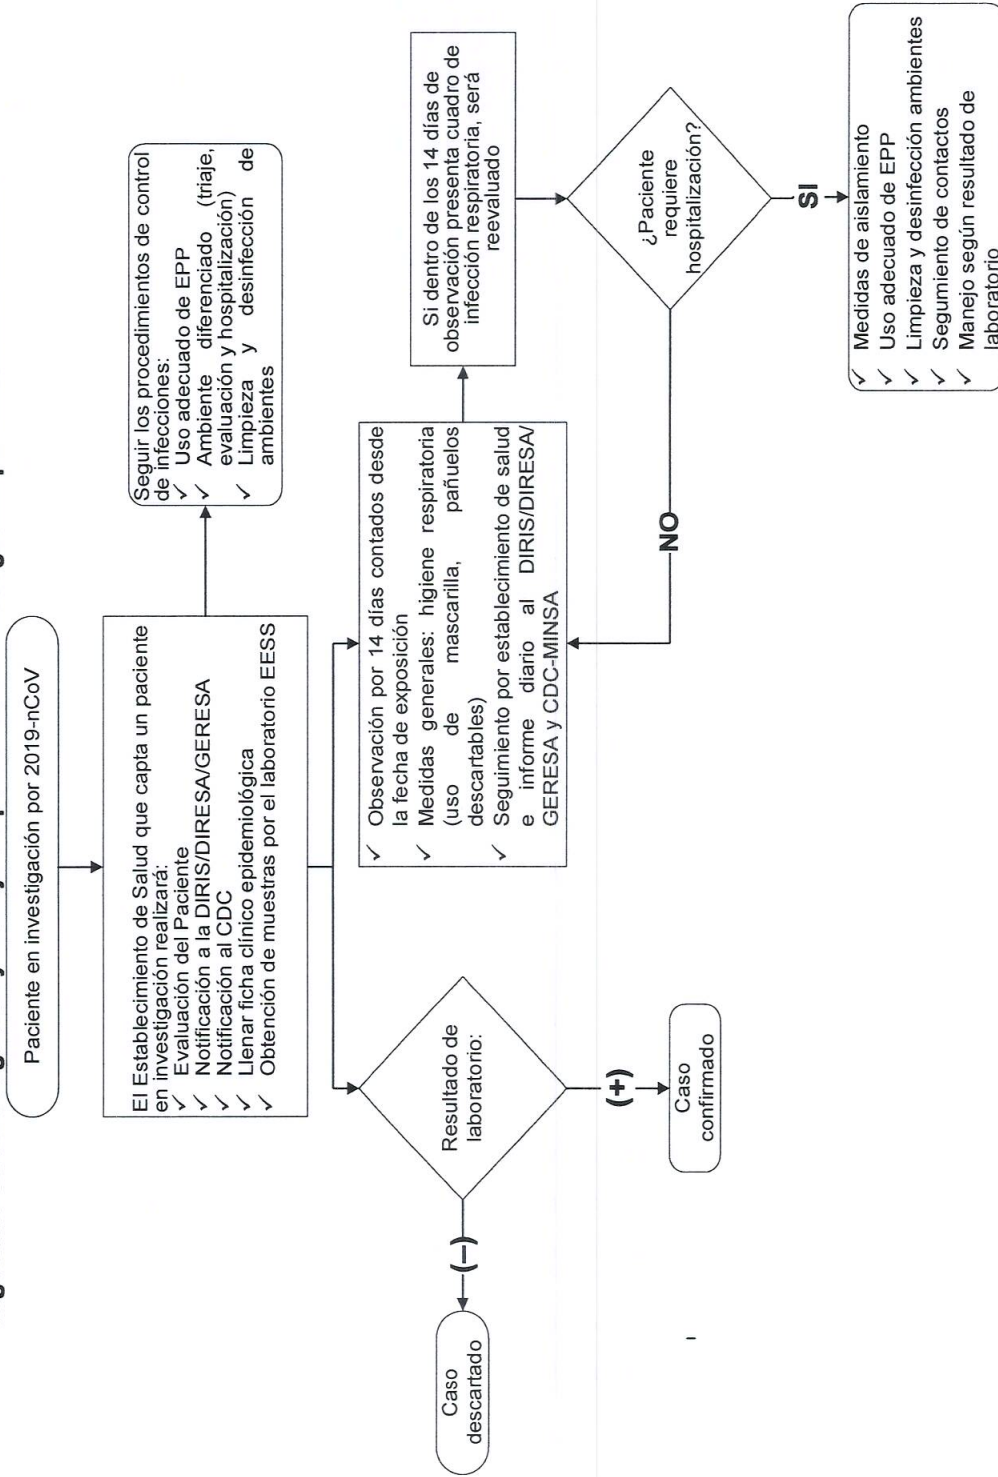 Paciente en investigación por 2019-nCoV
El Establecimiento de Salud que capta un paciente
en investigación realizará:
✓ Evaluación del Paciente
✓ Notificación a la DIRIS/DIRESA/GERESA
✓ Notificación al CDC
✓ Llenar ficha clínico epidemiológica
✓ Obtención de muestras por el laboratorio EESS
Seguir los procedimientos de control
de infecciones:
✓ Uso adecuado de EPP
✓ Ambiente diferenciado (triaje,
evaluación y hospitalización)
✓ Limpieza y desinfección de
ambientes
Resultado de
laboratorio:
(–)
Caso
descartado
(+)
Caso
confirmado
✓ Observación por 14 días contados desde
la fecha de exposición
✓ Medidas generales: higiene respiratoria
(uso de mascarilla, pañuelos
descartables)
✓ Seguimiento por establecimiento de salud
e informe diario al DIRIS/DIRESA/
GERESA y CDC-MINSA
Si dentro de los 14 días de
observación presenta cuadro de
infección respiratoria, será
reevaluado
¿Paciente
requiere
hospitalización?
NO
SI
✓ Medidas de aislamiento
✓ Uso adecuado de EPP
✓ Limpieza y desinfección ambientes
✓ Segumiento de contactos
✓ Manejo según resultado de
laboratorio